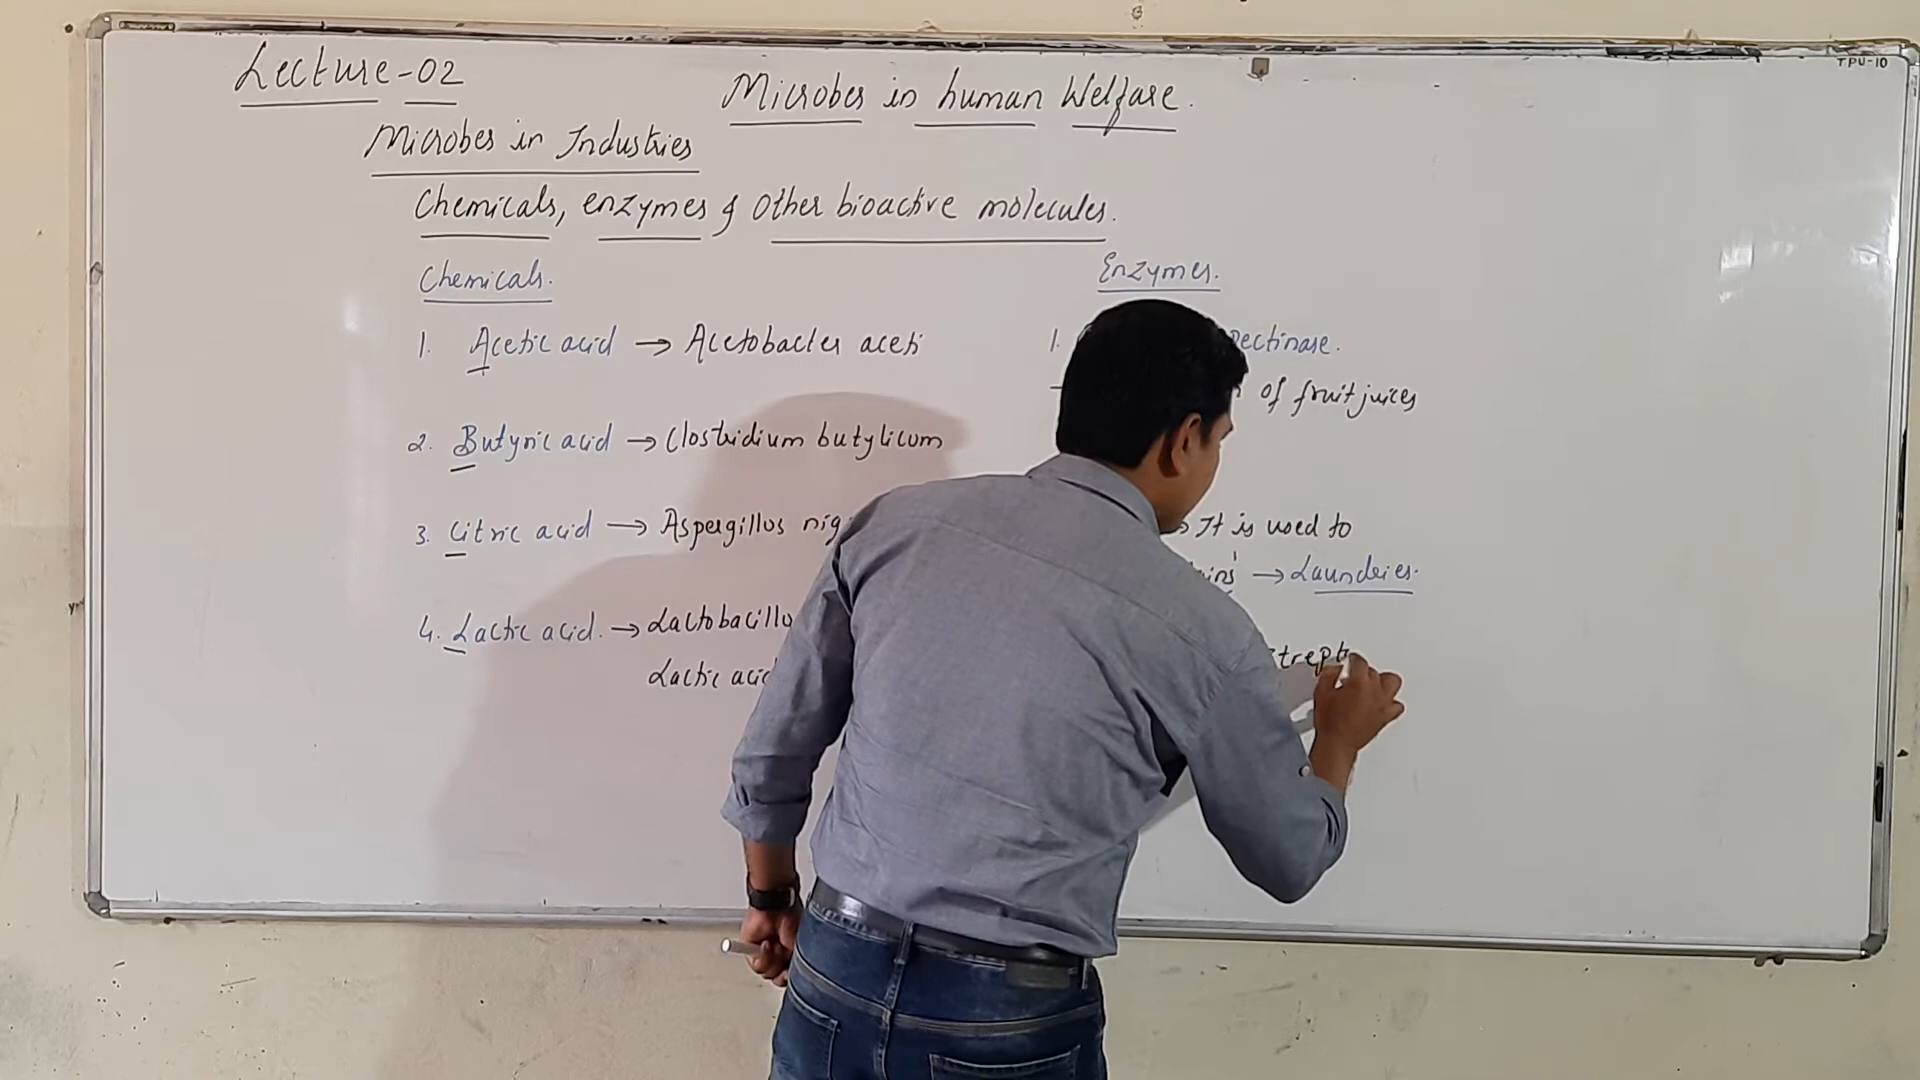 TPU-10
Lecture-02
Microbes in human Welfare.
Microbes in Industries
Chemicals, enzymes & Other bioactive molecules.
Chemicals.
1. Acetic acid → Acetobacter aceti
2. Butyric acid → Clostridium butylicum
3. Citric acid → Aspergillus nig
4. Lactic acid. → Lactobacillu
Lactic acid
Enzymes.
1. pectinase.
of fruit juices
→ It is used to
→ Laundries.
Strept